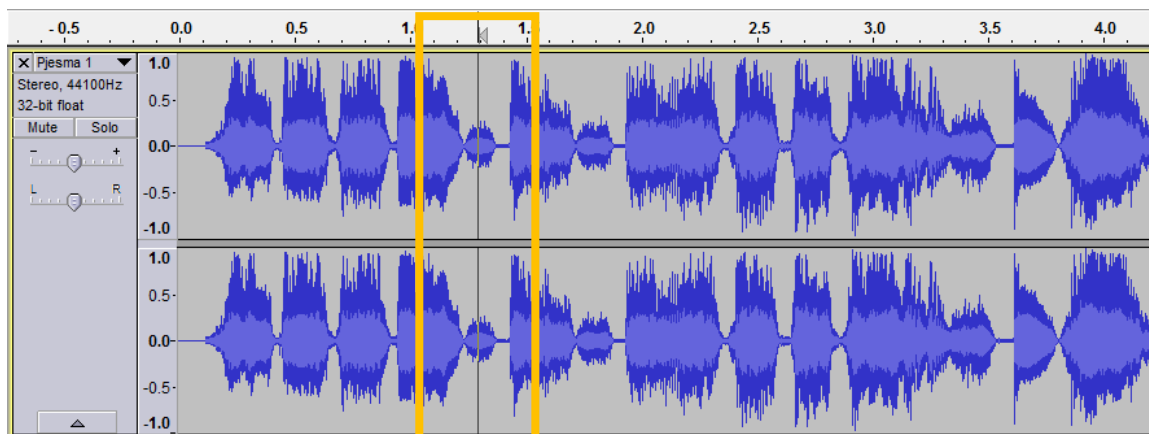 - 0.5 0.0 0.5 1. 1. 2.0 2.5 3.0 3.5 4.0
X Pjesma 1 1.0
Stereo, 44100Hz
32-bit float 0.5-
Mute Solo
- + 0.0-
L R -0.5-
-1.0
1.0
0.5-
0.0-
-0.5-
-1.0